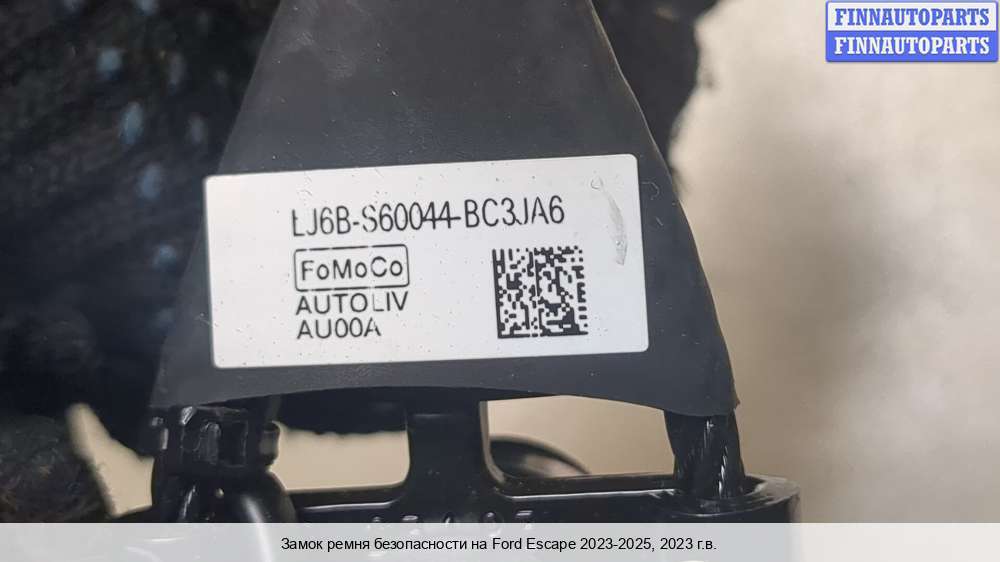 FINNAUTOPARTS
FINNAUTOPARTS
LJ6B-S60044-BC3JA6
FoMoCo
AUTOLIV
AU00A
Замок ремня безопасности на Ford Escape 2023-2025, 2023 г.в.